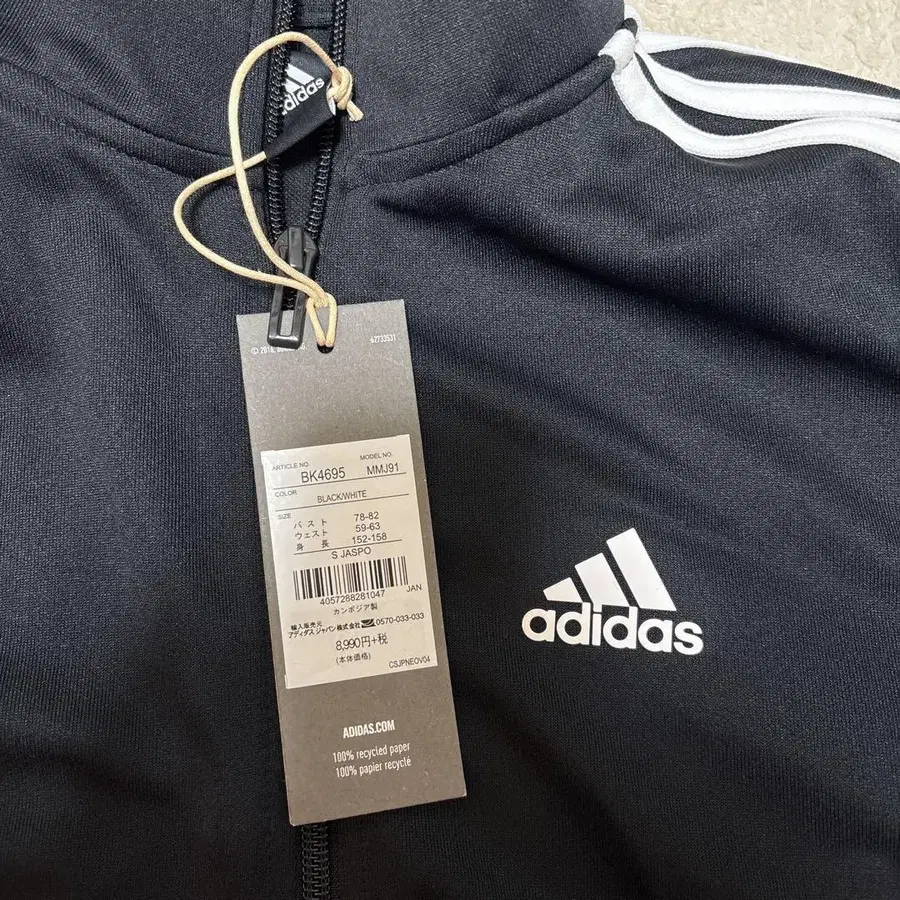 adidas
62733531
ARTICLE NO.
MODEL NO.
BK4695
MMJ91
COLOR
BLACK/WHITE
SIZE
バスト 78-82
ウェスト 59-63
身長 152-158
S JASPO
JAN
4057288281047
カンボジア製
輸入販売元
アディダス ジャパン株式会社 0570-033-033
8,990円+税
(本体価格)
CSJPNEOV04
ADIDAS.COM
100% recycled paper
100% papier recyclé
adidas